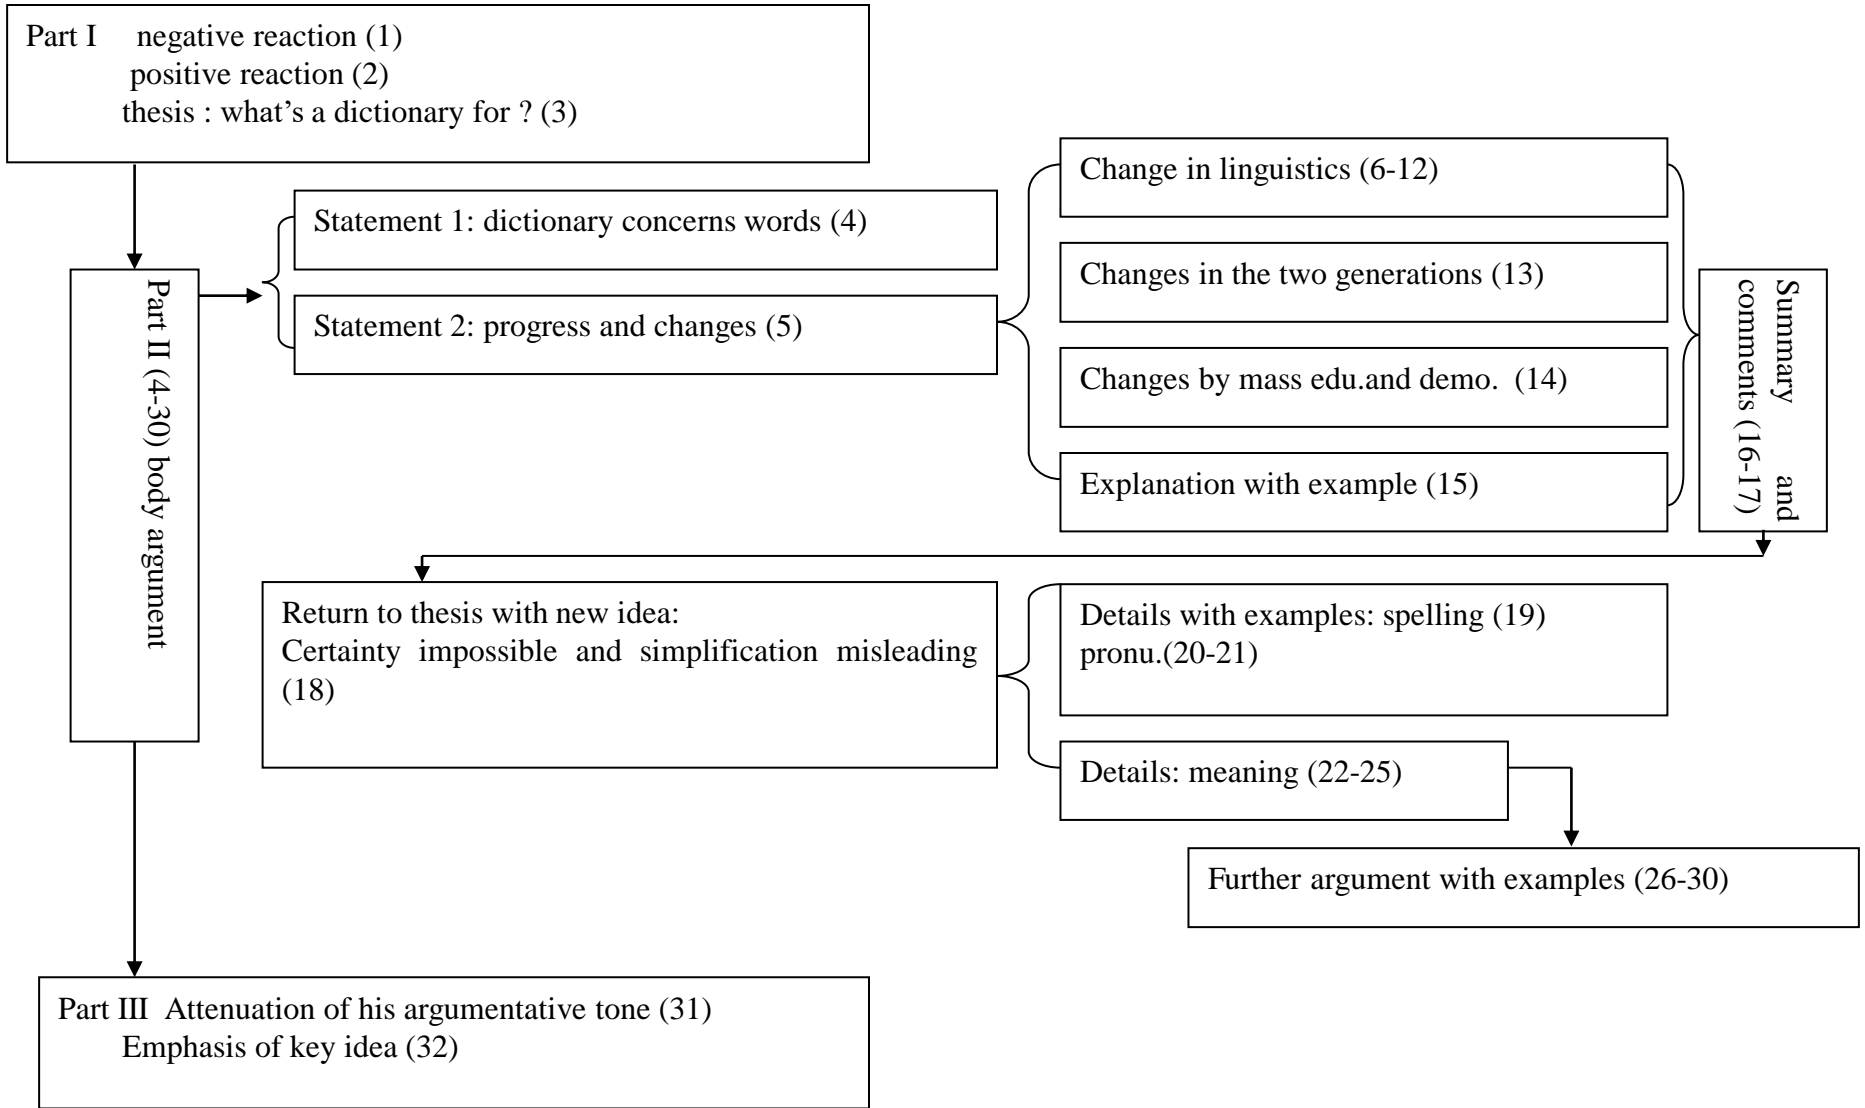 Part I negative reaction (1)
positive reaction (2)
thesis : what’s a dictionary for ? (3)
Part II (4-30) body argument
Statement 1: dictionary concerns words (4)
Statement 2: progress and changes (5)
Change in linguistics (6-12)
Changes in the two generations (13)
Changes by mass edu.and demo. (14)
Explanation with example (15)
Summary and
comments (16-17)
Return to thesis with new idea:
Certainty impossible and simplification misleading
(18)
Details with examples: spelling (19)
pronu.(20-21)
Details: meaning (22-25)
Further argument with examples (26-30)
Part III Attenuation of his argumentative tone (31)
Emphasis of key idea (32)